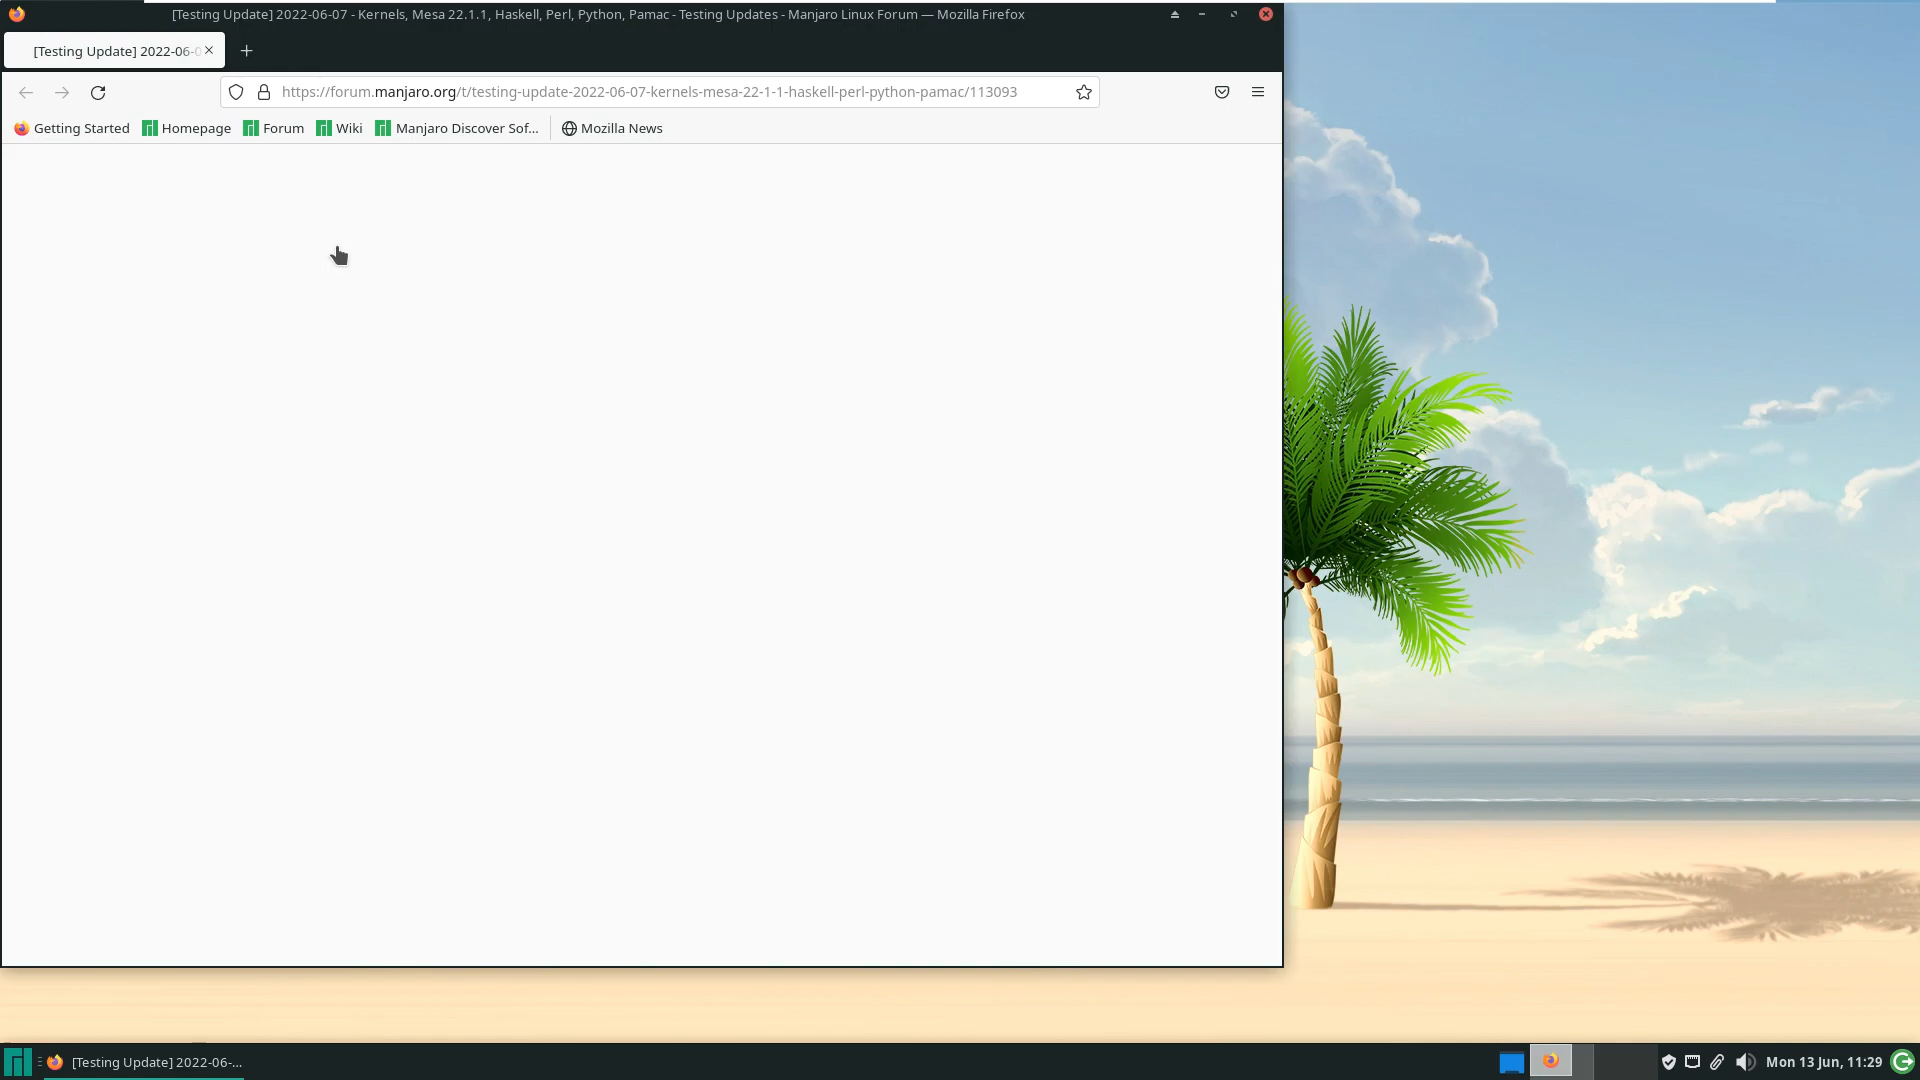 [Testing Update] 2022-06-07 - Kernels, Mesa 22.1.1, Haskell, Perl, Python, Pamac - Testing Updates - Manjaro Linux Forum — Mozilla Firefox
[Testing Update] 2022-06-0
https://forum.manjaro.org/t/testing-update-2022-06-07-kernels-mesa-22-1-1-haskell-perl-python-pamac/113093
Getting Started Homepage Forum Wiki Manjaro Discover Sof... Mozilla News
[Testing Update] 2022-06-... Mon 13 Jun, 11:29